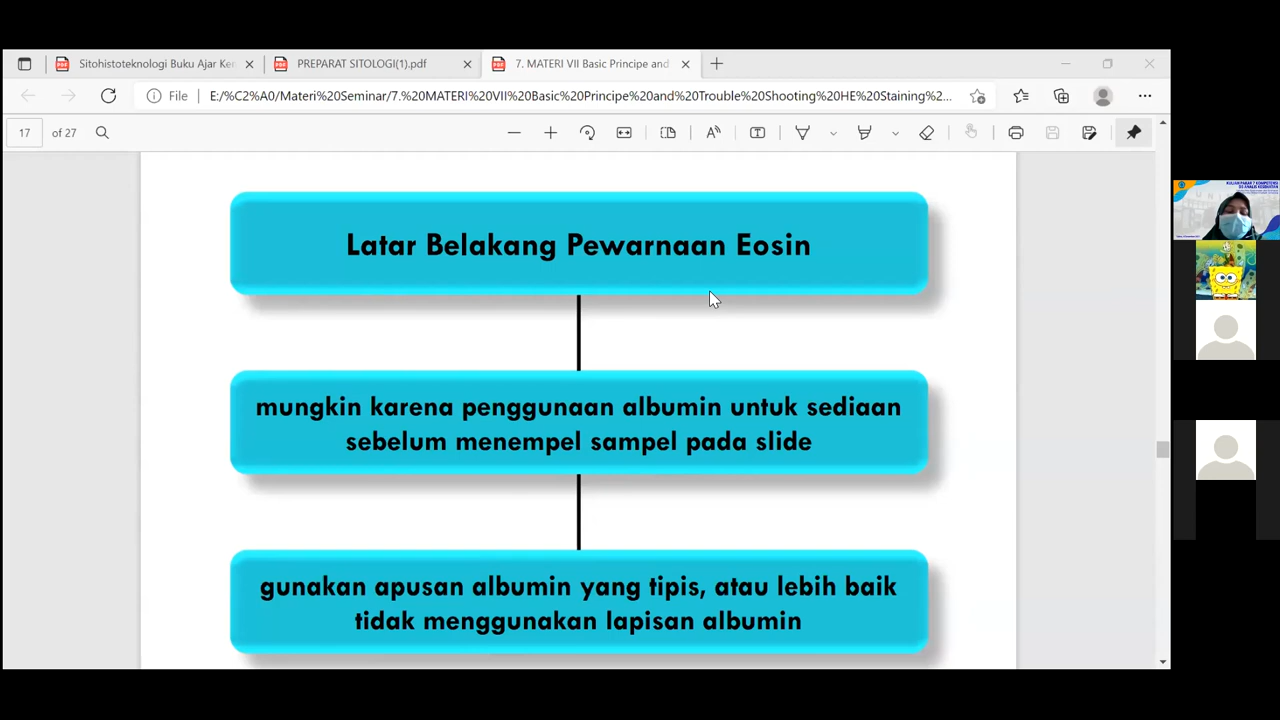 Sitohistoteknologi Buku Ajar Ker
PREPARAT SITOLOGI(1).pdf
7. MATERI VII Basic Principe and
File
E:/%C2%A0/Materi%20Seminar/7.%20MATERI%20VII%20Basic%20Principe%20and%20Trouble%20Shooting%20HE%20Staining%2...
17 of 27
Latar Belakang Pewarnaan Eosin
mungkin karena penggunaan albumin untuk sediaan
sebelum menempel sampel pada slide
gunakan apusan albumin yang tipis, atau lebih baik
tidak menggunakan lapisan albumin